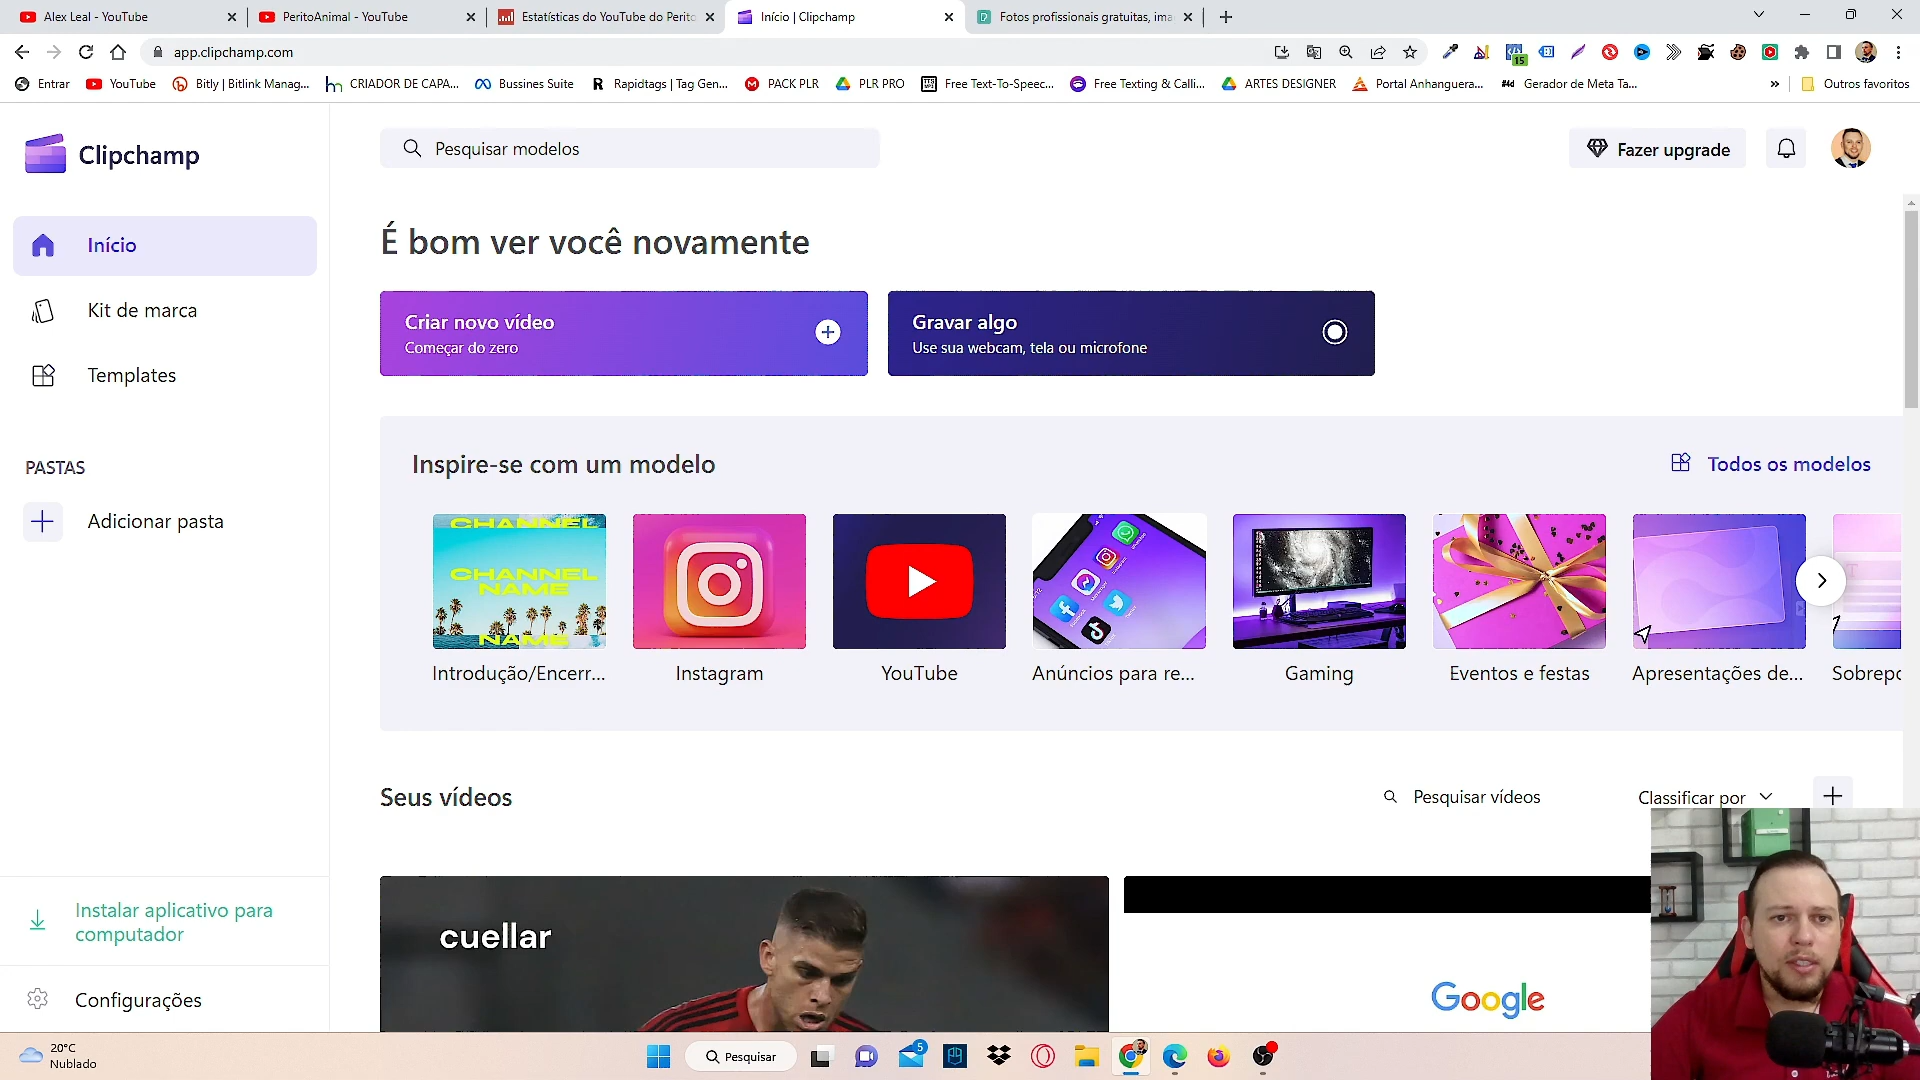 Alex Leal - YouTube
PeritoAnimal - YouTube
Estatísticas do YouTube do Perito
Início | Clipchamp
Fotos profissionais gratuitas, ima
app.clipchamp.com
15
Entrar
YouTube
Bitly | Bitlink Manag...
CRIADOR DE CAPA...
Bussines Suite
Rapidtags | Tag Gen...
PACK PLR
PLR PRO
Free Text-To-Speec...
Free Texting & Calli...
ARTES DESIGNER
Portal Anhanguera...
Gerador de Meta Ta...
»
Outros favoritos
Clipchamp
Pesquisar modelos
Fazer upgrade
Início
Kit de marca
Templates
PASTAS
Adicionar pasta
É bom ver você novamente
Criar novo vídeo
Começar do zero
Gravar algo
Use sua webcam, tela ou microfone
Inspire-se com um modelo
Todos os modelos
CHANNEL
CHANNEL
NAME
NAME
Introdução/Encerr...
Instagram
YouTube
Anúncios para re...
Gaming
Eventos e festas
Apresentações de...
Sobrepo
Seus vídeos
Pesquisar vídeos
Classificar por
cuellar
Google
Instalar aplicativo para
computador
Configurações
20°C
Nublado
Pesquisar
5